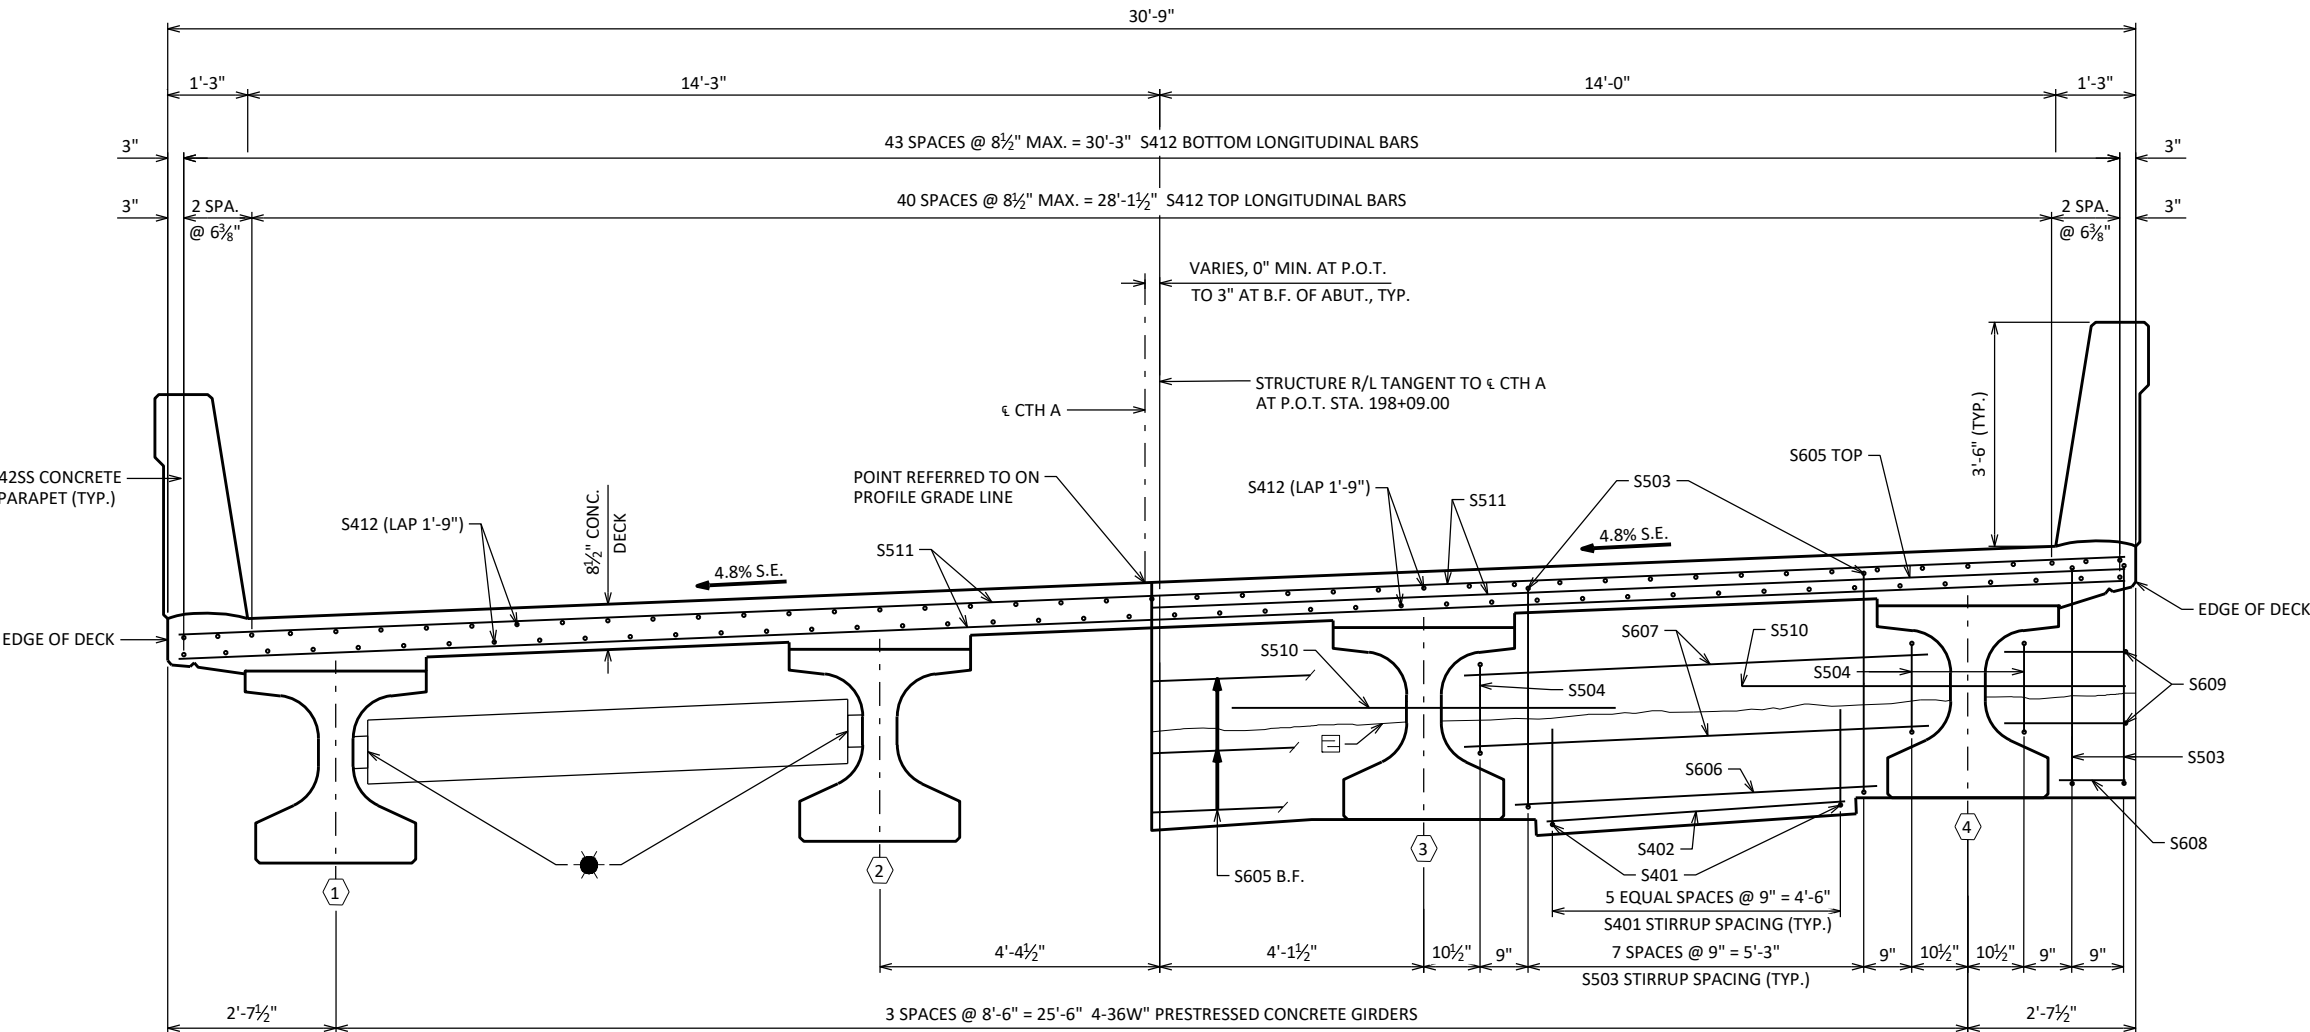 30'-9"
1'-3"
14'-3"
14'-0"
1'-3"
3"
43 SPACES @ 8½" MAX. = 30'-3" S412 BOTTOM LONGITUDINAL BARS
3"
3"
2 SPA.
@ 6⅜"
40 SPACES @ 8½" MAX. = 28'-1½" S412 TOP LONGITUDINAL BARS
2 SPA.
@ 6⅜"
3"
VARIES, 0" MIN. AT P.O.T.
TO 3" AT B.F. OF ABUT., TYP.
STRUCTURE R/L TANGENT TO ℄ CTH A
AT P.O.T. STA. 198+09.00
℄ CTH A
3'-6" (TYP.)
42SS CONCRETE
PARAPET (TYP.)
POINT REFERRED TO ON
PROFILE GRADE LINE
S605 TOP
S412 (LAP 1'-9")
S503
S511
S412 (LAP 1'-9")
8½" CONC.
DECK
S511
4.8% S.E.
4.8% S.E.
EDGE OF DECK
EDGE OF DECK
S510
S607
S510
S504
S504
S609
S503
S606
S608
S402
S401
S605 B.F.
1
2
3
4
5 EQUAL SPACES @ 9" = 4'-6"
S401 STIRRUP SPACING (TYP.)
4'-4½"
4'-1½"
10½"
9"
7 SPACES @ 9" = 5'-3"
S503 STIRRUP SPACING (TYP.)
9"
10½"
10½"
9"
9"
2'-7½"
3 SPACES @ 8'-6" = 25'-6" 4-36W" PRESTRESSED CONCRETE GIRDERS
2'-7½"